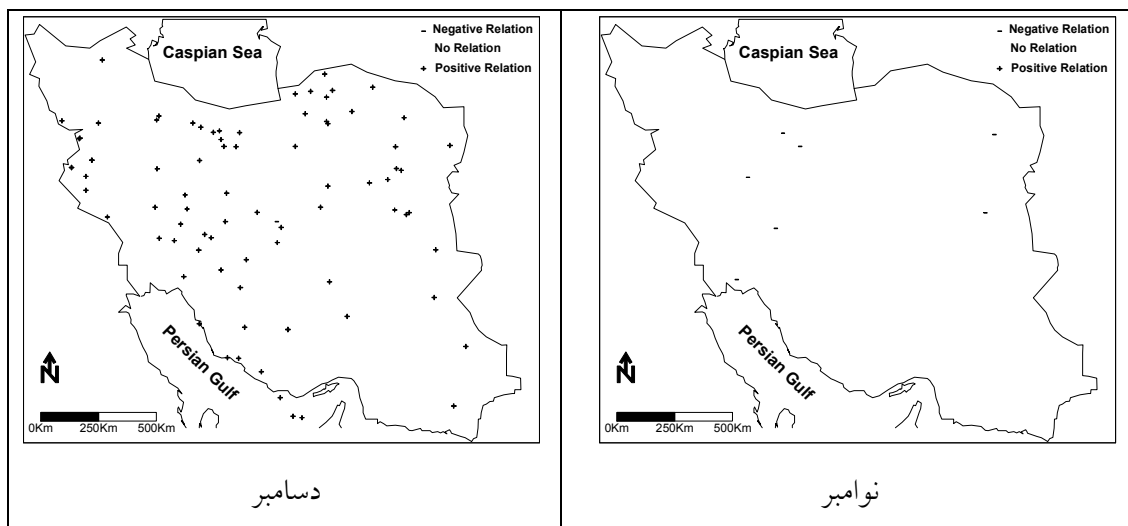 Caspian Sea
- Negative Relation
No Relation
+ Positive Relation
Persian Gulf
N
0Km 250Km 500Km
دسامبر
Caspian Sea
- Negative Relation
No Relation
+ Positive Relation
Persian Gulf
N
0Km 250Km 500Km
نوامبر